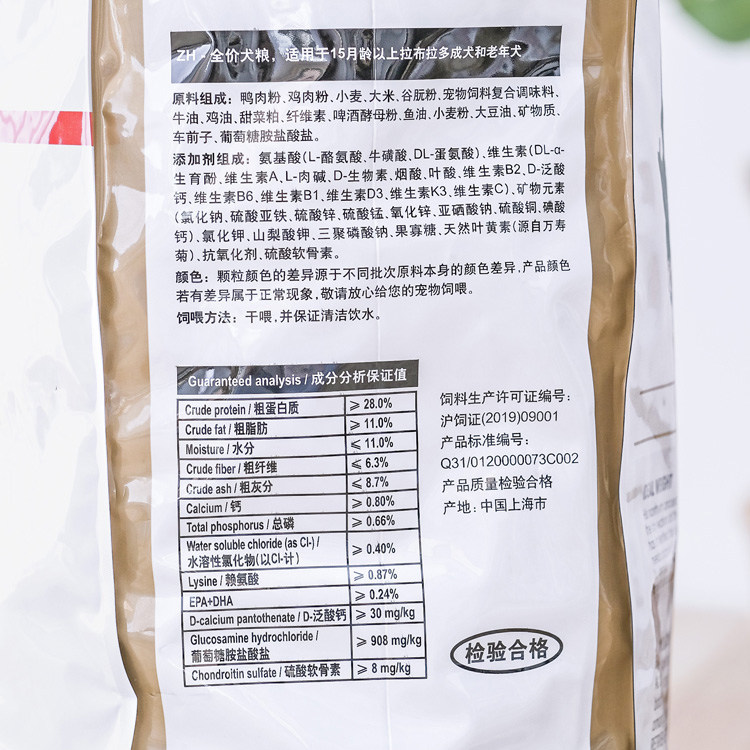 ZH - 全价犬粮，适用于15月龄以上拉布拉多成犬和老年犬
原料组成：鸭肉粉、鸡肉粉、小麦、大米、谷朊粉、宠物饲料复合调味料、
牛油、鸡油、甜菜粕、纤维素、啤酒酵母粉、鱼油、小麦粉、大豆油、矿物质、
车前子、葡萄糖胺盐酸盐。
添加剂组成：氨基酸（L-酪氨酸、牛磺酸、DL-蛋氨酸）、维生素（DL-α-
生育酚、维生素A、L-肉碱、D-生物素、烟酸、叶酸、维生素B2、D-泛酸
钙、维生素B6、维生素B1、维生素D3、维生素K3、维生素C）、矿物元素
（氯化钠、硫酸亚铁、硫酸锌、硫酸锰、氧化锌、亚硒酸钠、硫酸铜、碘酸
钙）、氯化钾、山梨酸钾、三聚磷酸钠、果寡糖、天然叶黄素（源自万寿
菊）、抗氧化剂、硫酸软骨素。
颜色：颗粒颜色的差异源于不同批次原料本身的颜色差异，产品颜色
若有差异属于正常现象，敬请放心给您的宠物饲喂。
饲喂方法：干喂，并保证清洁饮水。
Guaranteed analysis / 成分分析保证值
Crude protein / 粗蛋白质 ≥ 28.0%
Crude fat / 粗脂肪 ≥ 11.0%
Moisture / 水分 ≤ 11.0%
Crude fiber / 粗纤维 ≤ 6.3%
Crude ash / 粗灰分 ≤ 8.7%
Calcium / 钙 ≥ 0.80%
Total phosphorus / 总磷 ≥ 0.66%
Water soluble chloride (as Cl-) /
水溶性氯化物(以Cl-计) ≥ 0.40%
Lysine / 赖氨酸 ≥ 0.87%
EPA+DHA ≥ 0.24%
D-calcium pantothenate / D-泛酸钙 ≥ 30 mg/kg
Glucosamine hydrochloride /
葡萄糖胺盐酸盐 ≥ 908 mg/kg
Chondroitin sulfate / 硫酸软骨素 ≥ 8 mg/kg
饲料生产许可证编号：
沪饲证(2019)09001
产品标准编号：
Q31/0120000073C002
产品质量检验合格
产地：中国上海市
检验合格